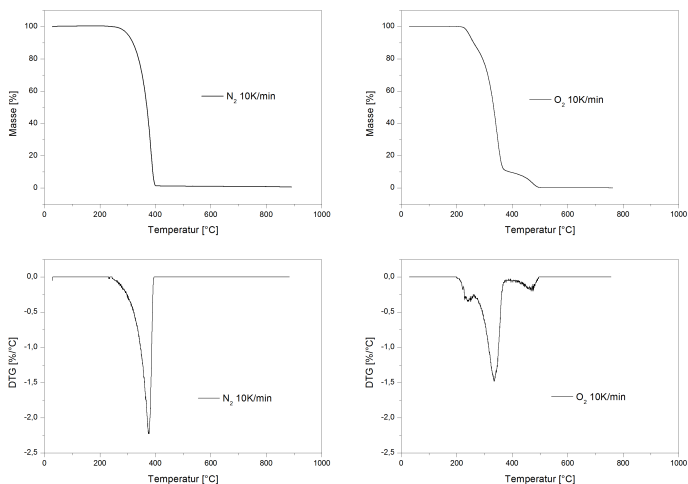 100
80
60
40
20
0
Masse [%]
N2 10K/min
0 200 400 600 800 1000
Temperatur [°C]
100
80
60
40
20
0
Masse [%]
O2 10K/min
0 200 400 600 800 1000
Temperatur [°C]
0,0
-0,5
-1,0
-1,5
-2,0
-2,5
DTG [%/°C]
N2 10K/min
0 200 400 600 800 1000
Temperatur [°C]
0,0
-0,5
-1,0
-1,5
-2,0
-2,5
DTG [%/°C]
O2 10K/min
0 200 400 600 800 1000
Temperatur [°C]